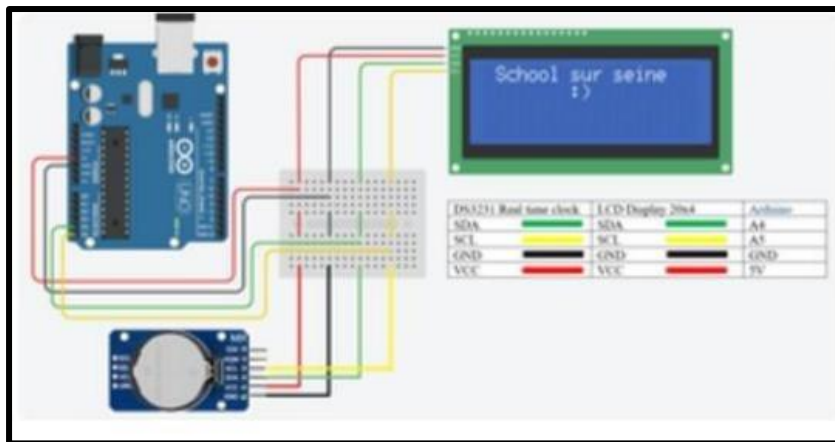 School sur seine
:)
DS3231 Real time clock LCD Display 20x4 Arduino
SDA SDA A4
SCL SCL A5
GND GND GND
VCC VCC 5V
UNO